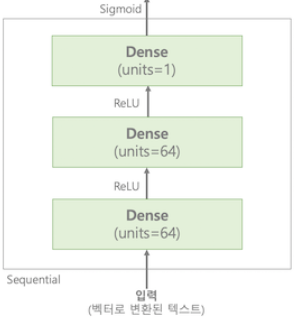 Sigmoid
Dense
(units=1)
ReLU
Dense
(units=64)
ReLU
Dense
(units=64)
Sequential
입력
(벡터로 변환된 텍스트)